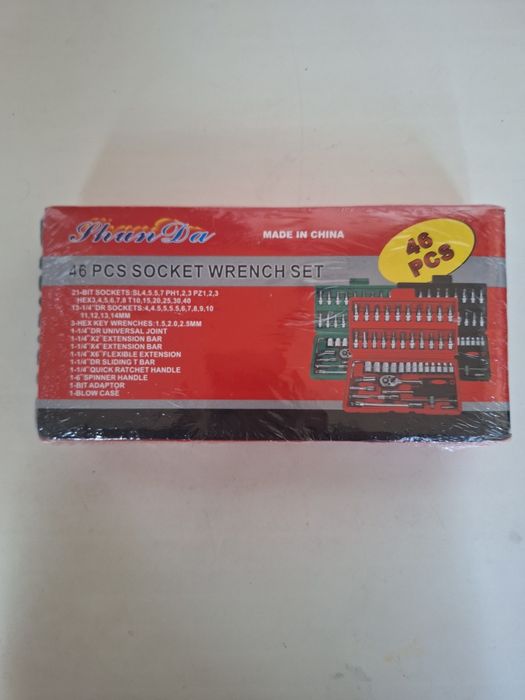 ShanDa
MADE IN CHINA
46 PCS
46 PCS SOCKET WRENCH SET
21-BIT SOCKETS:SL4,5.5,7 PH1,2,3 PZ1,2,3
HEX3,4,5,6,7,8 T10,15,20,25,30,40
13-1/4"DR SOCKETS:4,4.5,5,5.5,6,7,8,9,10
11,12,13,14MM
3-HEX KEY WRENCHES:1.5,2.0,2.5MM
1-1/4"DR UNIVERSAL JOINT
1-1/4"X2"EXTENSION BAR
1-1/4"X4"EXTENSION BAR
1-1/4"X6"FLEXIBLE EXTENSION
1-1/4"DR SLIDING T BAR
1-1/4"QUICK RATCHET HANDLE
1-6"SPINNER HANDLE
1-BIT ADAPTOR
1-BLOW CASE